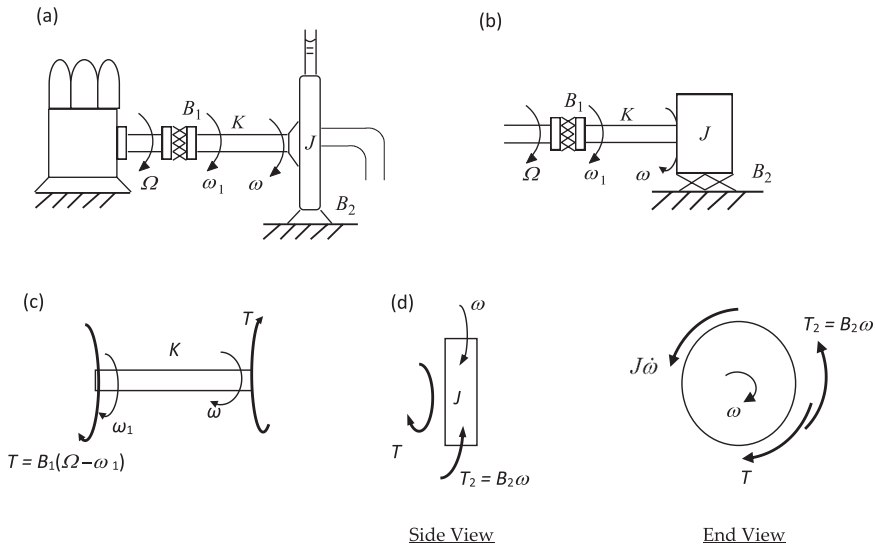 (a)
B₁
K
J
Ω
ω₁
ω
B₂
(b)
B₁
K
J
Ω
ω₁
ω
B₂
(c)
T
K
ω₁
ω
T = B₁(Ω − ω₁)
(d)
ω
J
T
T₂ = B₂ω
Side View
T₂ = B₂ω
Jω̇
ω
T
End View